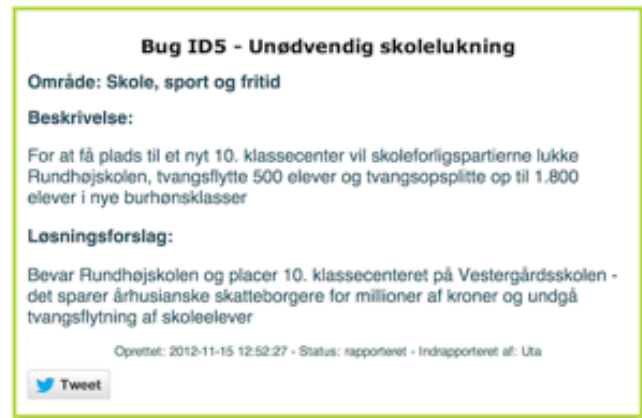 Bug ID5 - Unødvendig skolelukning
Område: Skole, sport og fritid
Beskrivelse:
For at få plads til et nyt 10. klassecenter vil skoleforligspartierne lukke
Rundhøjskolen, tvangsflytte 500 elever og tvangsopsplitte op til 1.800
elever i nye burhønsklasser
Løsningsforslag:
Bevar Rundhøjskolen og placer 10. klassecenteret på Vestergårdsskolen -
det sparer århusianske skatteborgere for millioner af kroner og undgå
tvangsflytning af skoleelever
Oprettet: 2012-11-15 12:52:27 - Status: rapporteret - Indrapporteret af: Uta
Tweet